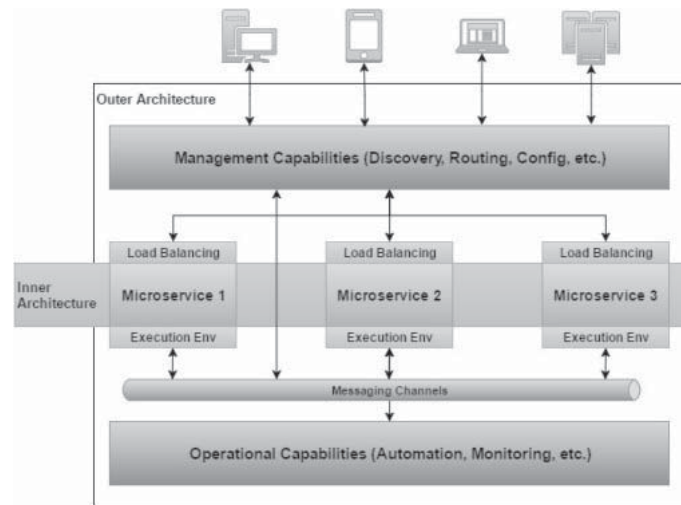 Outer Architecture
Management Capabilities (Discovery, Routing, Config, etc.)
Load Balancing
Load Balancing
Load Balancing
Inner
Architecture
Microservice 1
Microservice 2
Microservice 3
Execution Env
Execution Env
Execution Env
Messaging Channels
Operational Capabilities (Automation, Monitoring, etc.)